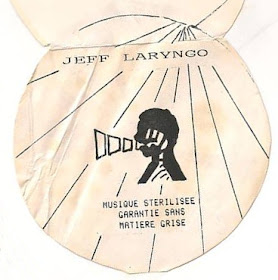 JEFF LARYNGO
MUSIQUE STERILISEE
GARANTIE SANS
MATIERE GRISE